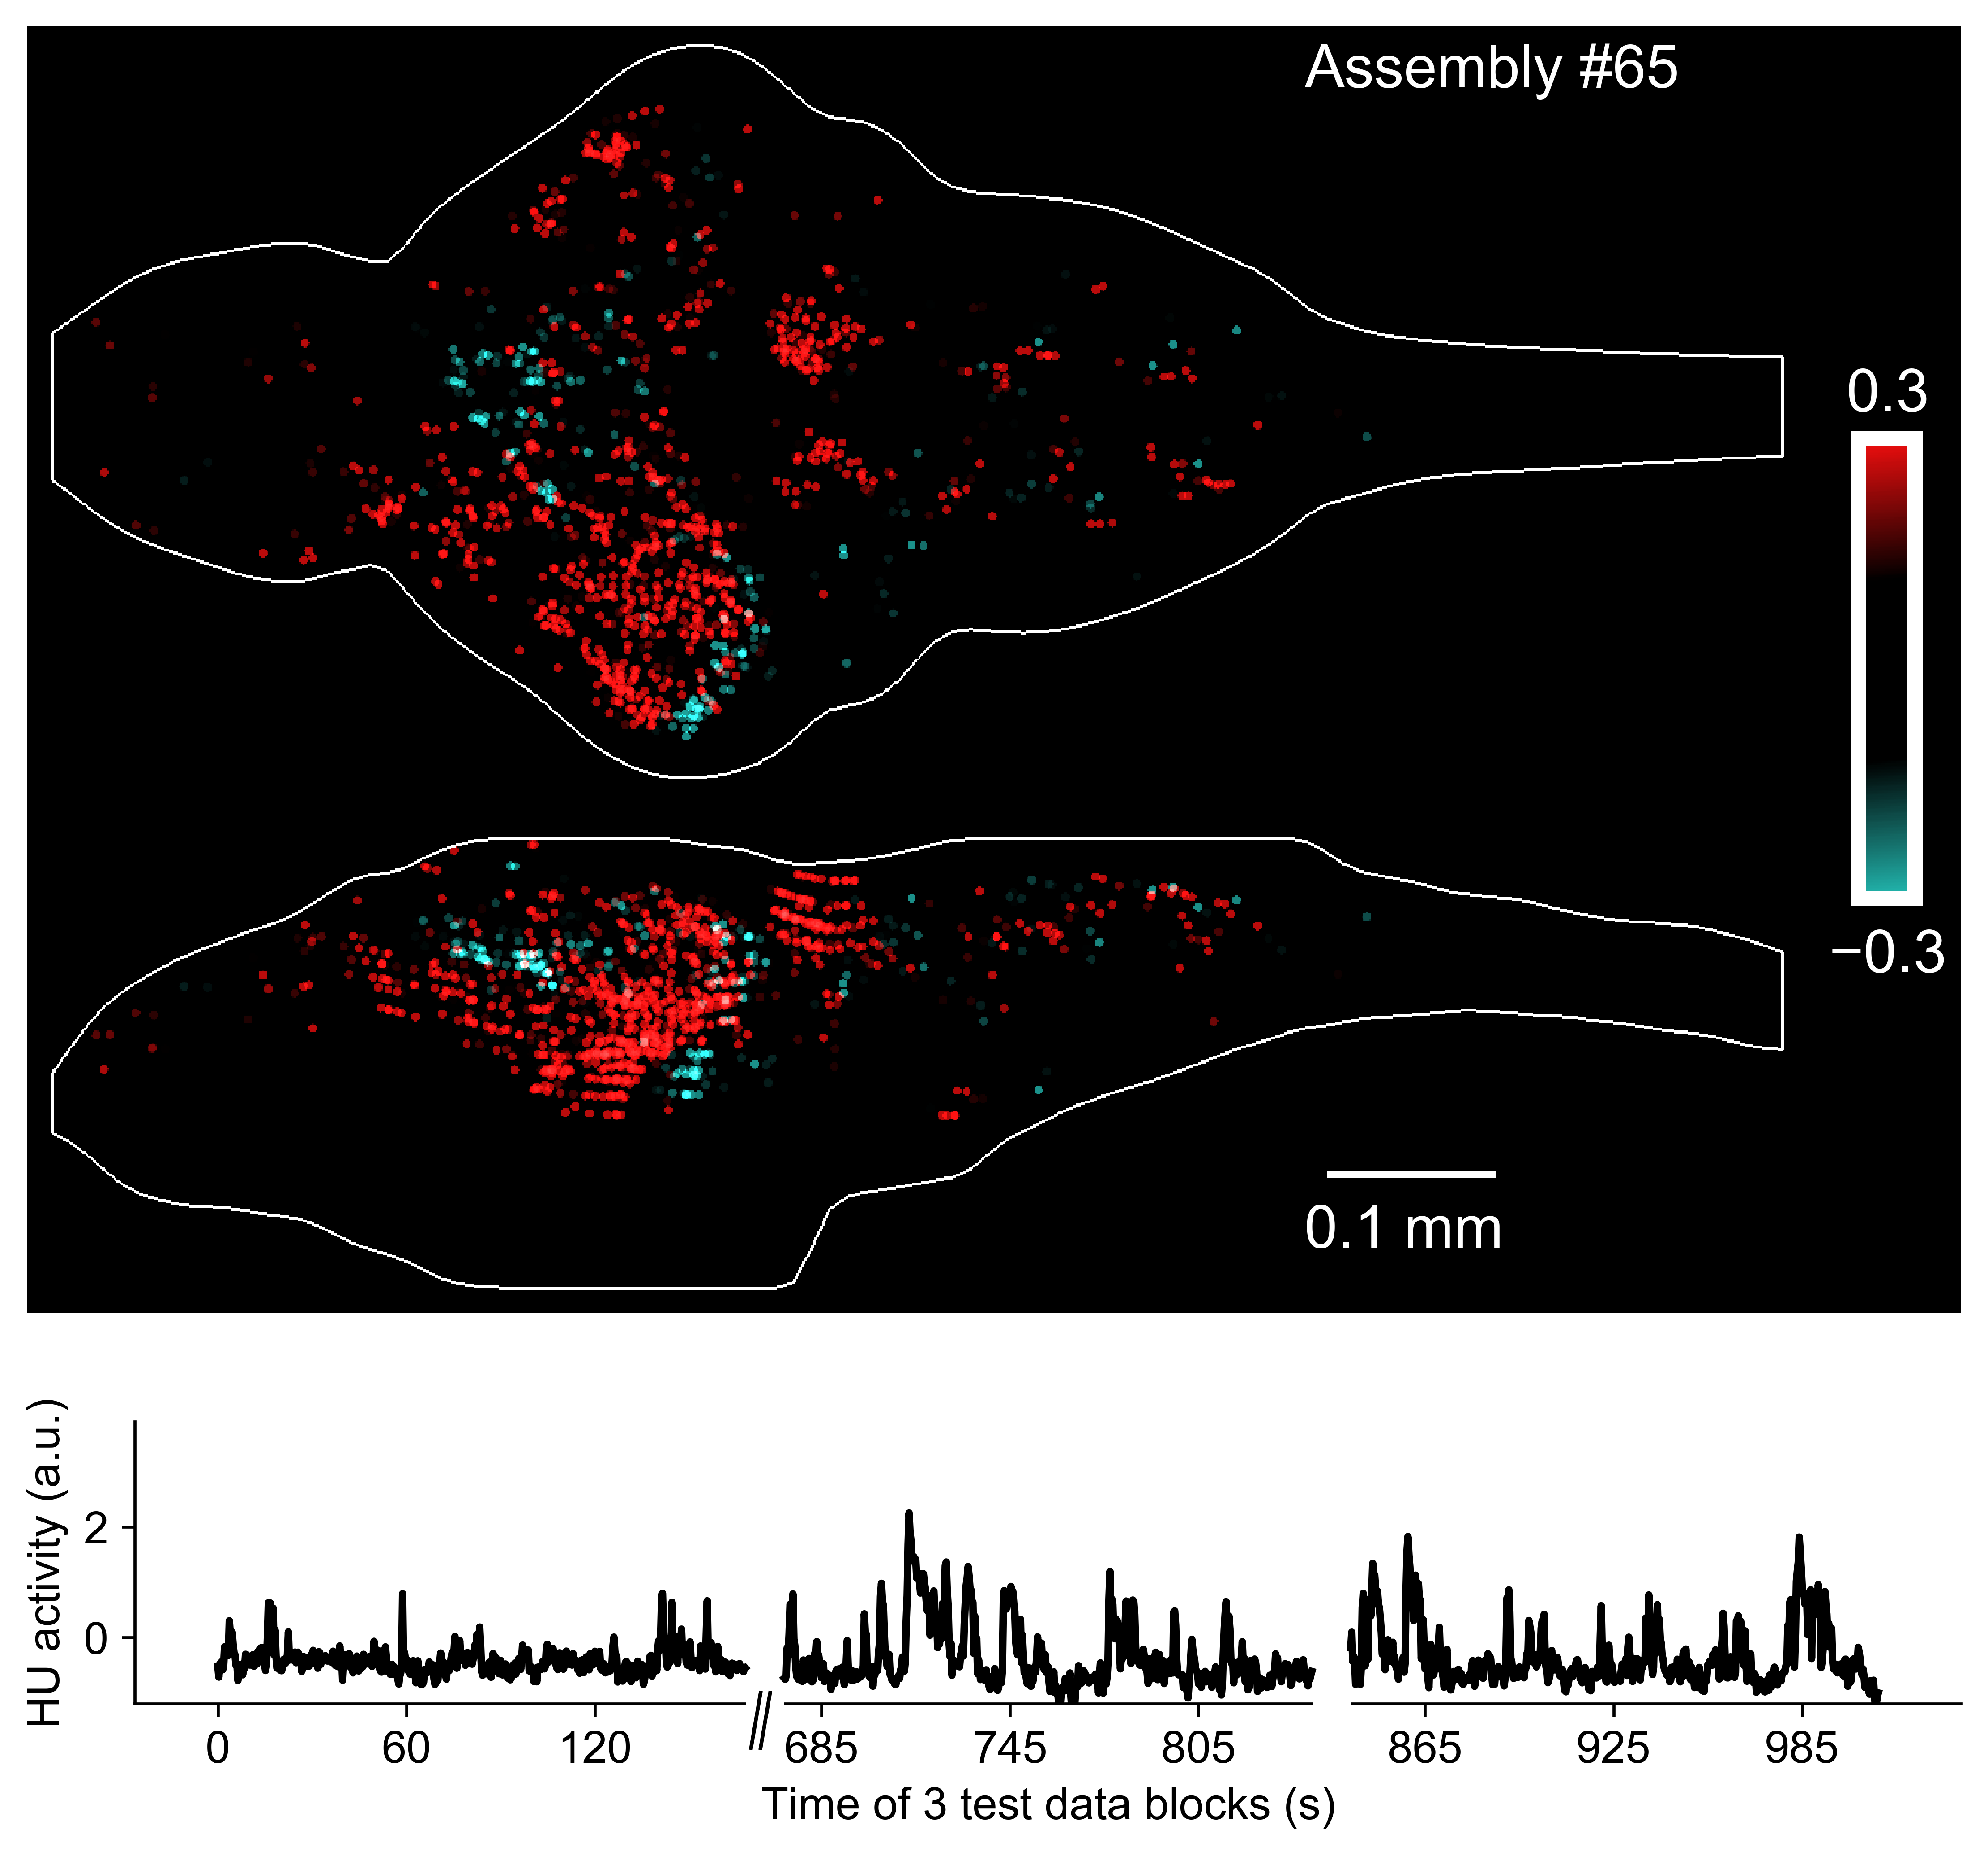 Assembly #65
0.3
−0.3
0.1 mm
HU activity (a.u.)
2
0
0 60 120 685 745 805 865 925 985
Time of 3 test data blocks (s)